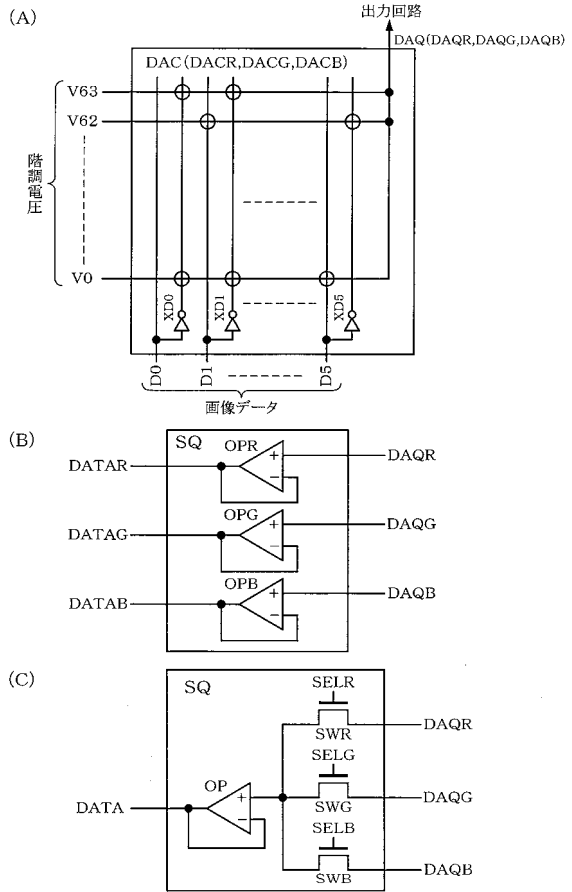 (A)
出力回路
DAQ(DAQR,DAQG,DAQB)
DAC(DACR,DACG,DACB)
V63
V62
階調電圧
V0
XD0
XD1
XD5
D0
D1
D5
画像データ
(B)
SQ
OPR
DATAR
+
−
DAQR
OPG
DATAG
+
−
DAQG
OPB
DATAB
+
−
DAQB
(C)
SQ
SELR
SWR
DAQR
SELG
OP
DATA
+
−
SWG
DAQG
SELB
SWB
DAQB